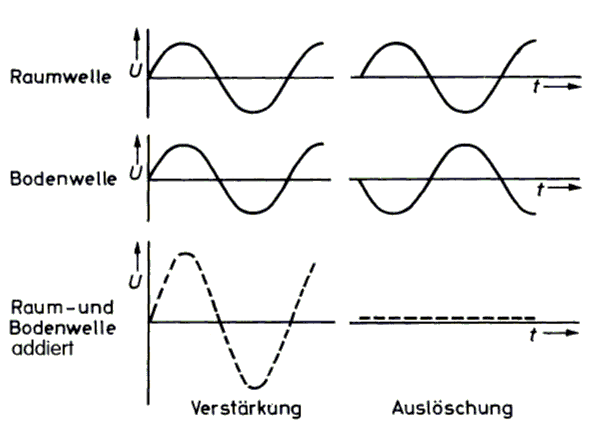 U
Raumwelle
t
U
Bodenwelle
t
U
Raum-und
Bodenwelle
addiert
t
Verstärkung
Auslöschung